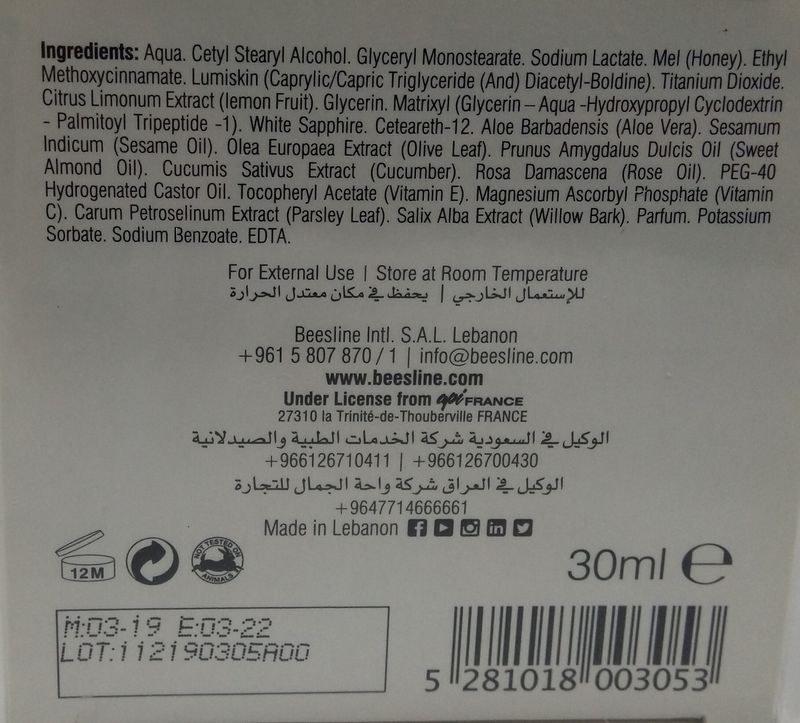 Ingredients: Aqua. Cetyl Stearyl Alcohol. Glyceryl Monostearate. Sodium Lactate. Mel (Honey). Ethyl
Methoxycinnamate. Lumiskin (Caprylic/Capric Triglyceride (And) Diacetyl-Boldine). Titanium Dioxide.
Citrus Limonum Extract (lemon Fruit). Glycerin. Matrixyl (Glycerin – Aqua -Hydroxypropyl Cyclodextrin
- Palmitoyl Tripeptide -1). White Sapphire. Ceteareth-12. Aloe Barbadensis (Aloe Vera). Sesamum
Indicum (Sesame Oil). Olea Europaea Extract (Olive Leaf). Prunus Amygdalus Dulcis Oil (Sweet
Almond Oil). Cucumis Sativus Extract (Cucumber). Rosa Damascena (Rose Oil). PEG-40
Hydrogenated Castor Oil. Tocopheryl Acetate (Vitamin E). Magnesium Ascorbyl Phosphate (Vitamin
C). Carum Petroselinum Extract (Parsley Leaf). Salix Alba Extract (Willow Bark). Parfum. Potassium
Sorbate. Sodium Benzoate. EDTA.
For External Use | Store at Room Temperature
للإستعمال الخارجي | يحفظ في مكان معتدل الحرارة
Beesline Intl. S.A.L. Lebanon
+961 5 807 870 / 1 | info@beesline.com
www.beesline.com
Under License from api FRANCE
27310 la Trinité-de-Thouberville FRANCE
الوكيل في السعودية شركة الخدمات الطبية والصيدلانية
+966126710411 | +966126700430
الوكيل في العراق شركة واحة الجمال للتجارة
+9647714666661
Made in Lebanon
12M
NOT TESTED ON ANIMALS
30ml e
M:03-19 E:03-22
LOT:112190305A00
5 281018 003053